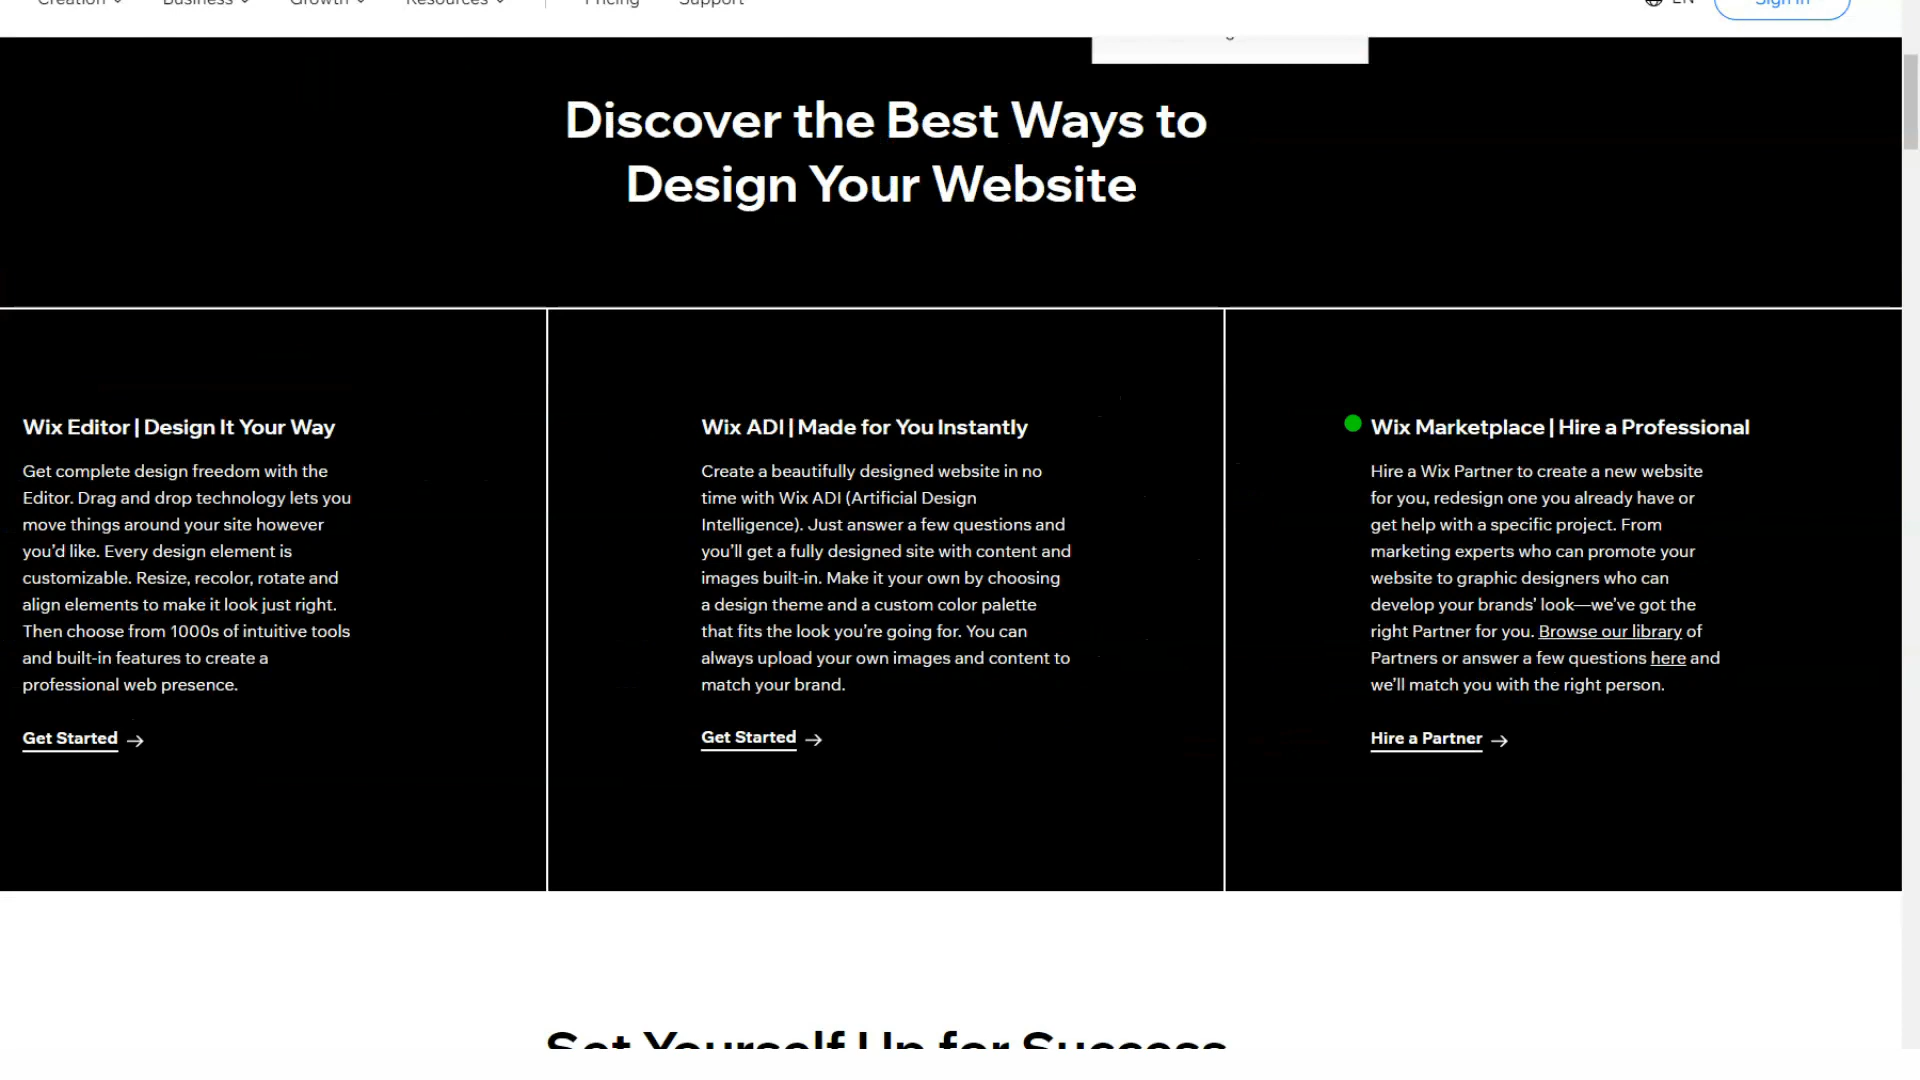 Creation
Business
Growth
Resources
Pricing
Support
EN
Sign In
Discover the Best Ways to
Design Your Website
Wix Editor | Design It Your Way
Get complete design freedom with the
Editor. Drag and drop technology lets you
move things around your site however
you’d like. Every design element is
customizable. Resize, recolor, rotate and
align elements to make it look just right.
Then choose from 1000s of intuitive tools
and built-in features to create a
professional web presence.
Get Started →
Wix ADI | Made for You Instantly
Create a beautifully designed website in no
time with Wix ADI (Artificial Design
Intelligence). Just answer a few questions and
you’ll get a fully designed site with content and
images built-in. Make it your own by choosing
a design theme and a custom color palette
that fits the look you’re going for. You can
always upload your own images and content to
match your brand.
Get Started →
Wix Marketplace | Hire a Professional
Hire a Wix Partner to create a new website
for you, redesign one you already have or
get help with a specific project. From
marketing experts who can promote your
website to graphic designers who can
develop your brands’ look—we’ve got the
right Partner for you. Browse our library of
Partners or answer a few questions here and
we’ll match you with the right person.
Hire a Partner →
Set Yourself Up for Success